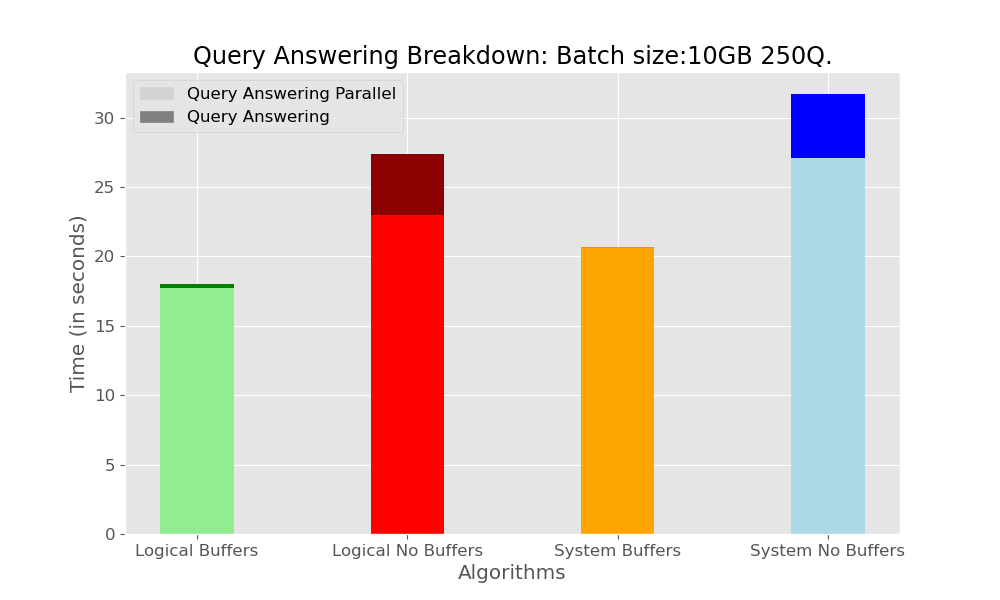 Query Answering Breakdown: Batch size:10GB 250Q.
Query Answering Parallel
Query Answering
30
25
20
15
10
5
0
Time (in seconds)
Logical Buffers
Logical No Buffers
System Buffers
System No Buffers
Algorithms